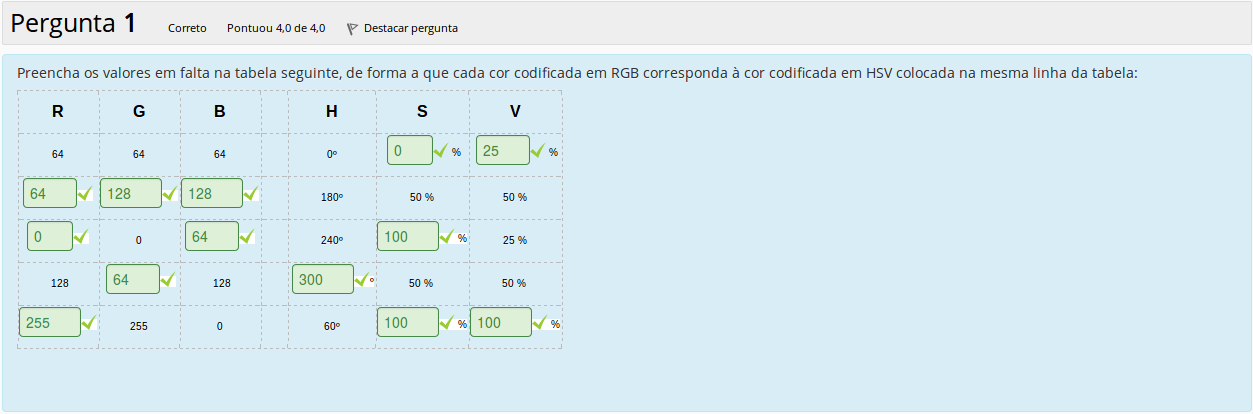 Pergunta 1 Correto Pontuou 4,0 de 4,0 Destacar pergunta
Preencha os valores em falta na tabela seguinte, de forma a que cada cor codificada em RGB corresponda à cor codificada em HSV colocada na mesma linha da tabela:
R G B H S V
64 64 64 0º 0 % 25 %
64 128 128 180º 50 % 50 %
0 0 64 240º 100 % 25 %
128 64 128 300 º 50 % 50 %
255 255 0 60º 100 % 100 %